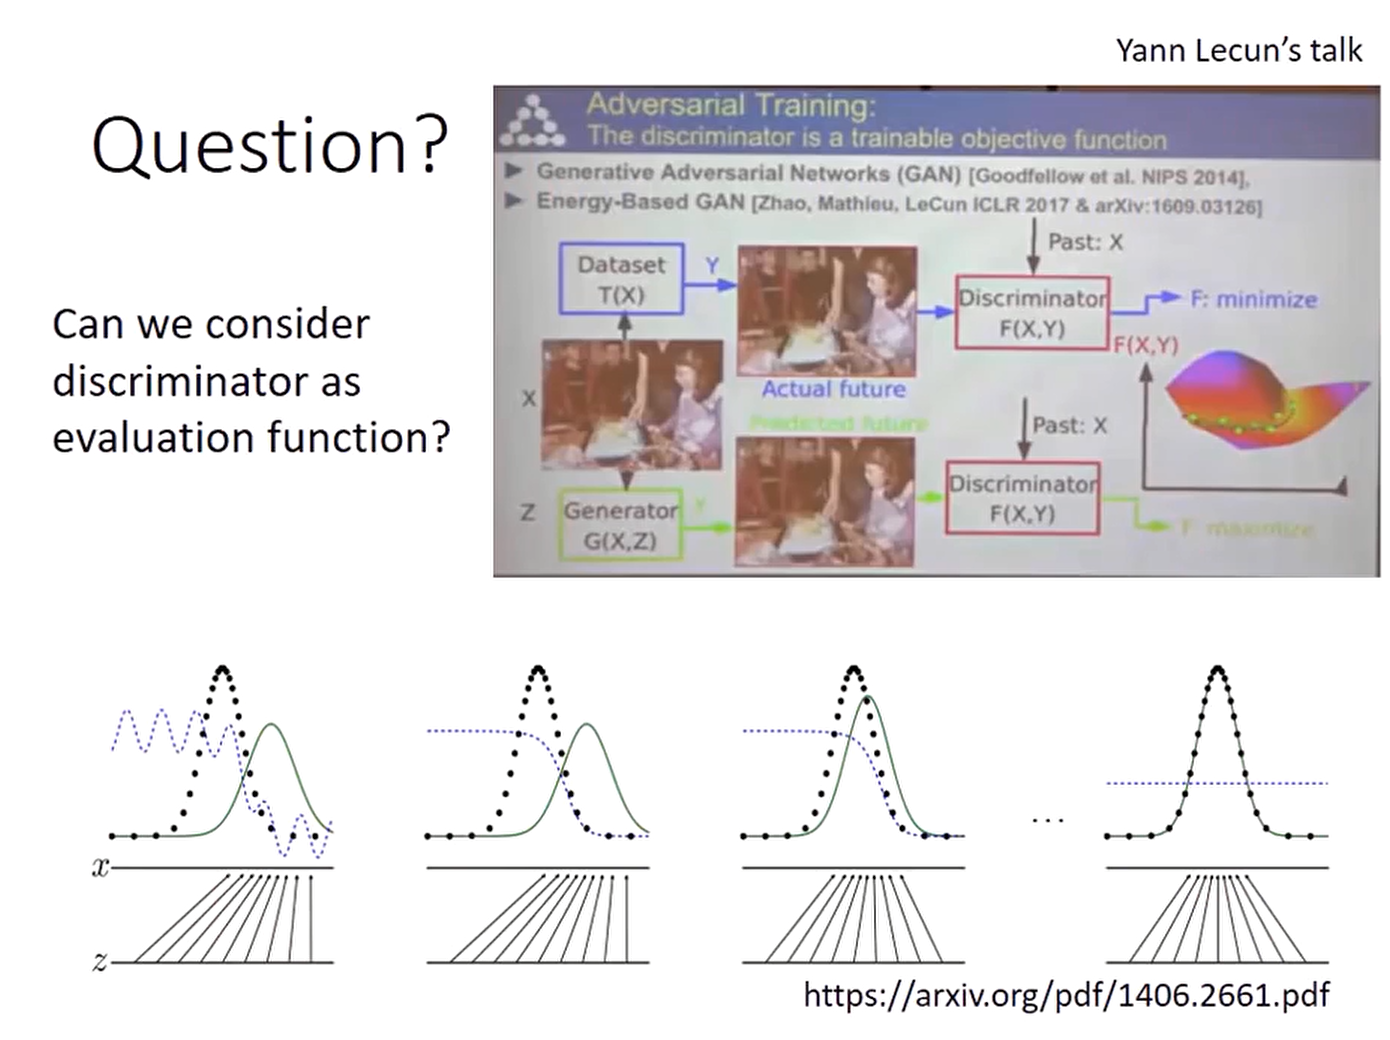 Yann Lecun’s talk
Question?
Can we consider
discriminator as
evaluation function?
Adversarial Training:
The discriminator is a trainable objective function
Generative Adversarial Networks (GAN) [Goodfellow et al. NIPS 2014],
Energy-Based GAN [Zhao, Mathieu, LeCun ICLR 2017 & arXiv:1609.03126]
Past: X
Dataset
T(X)
Y
Discriminator
F(X,Y)
F: minimize
F(X,Y)
Actual future
X
Predicted future
Past: X
Z
Generator
G(X,Z)
Y
Discriminator
F(X,Y)
F: maximize
...
x
z
https://arxiv.org/pdf/1406.2661.pdf